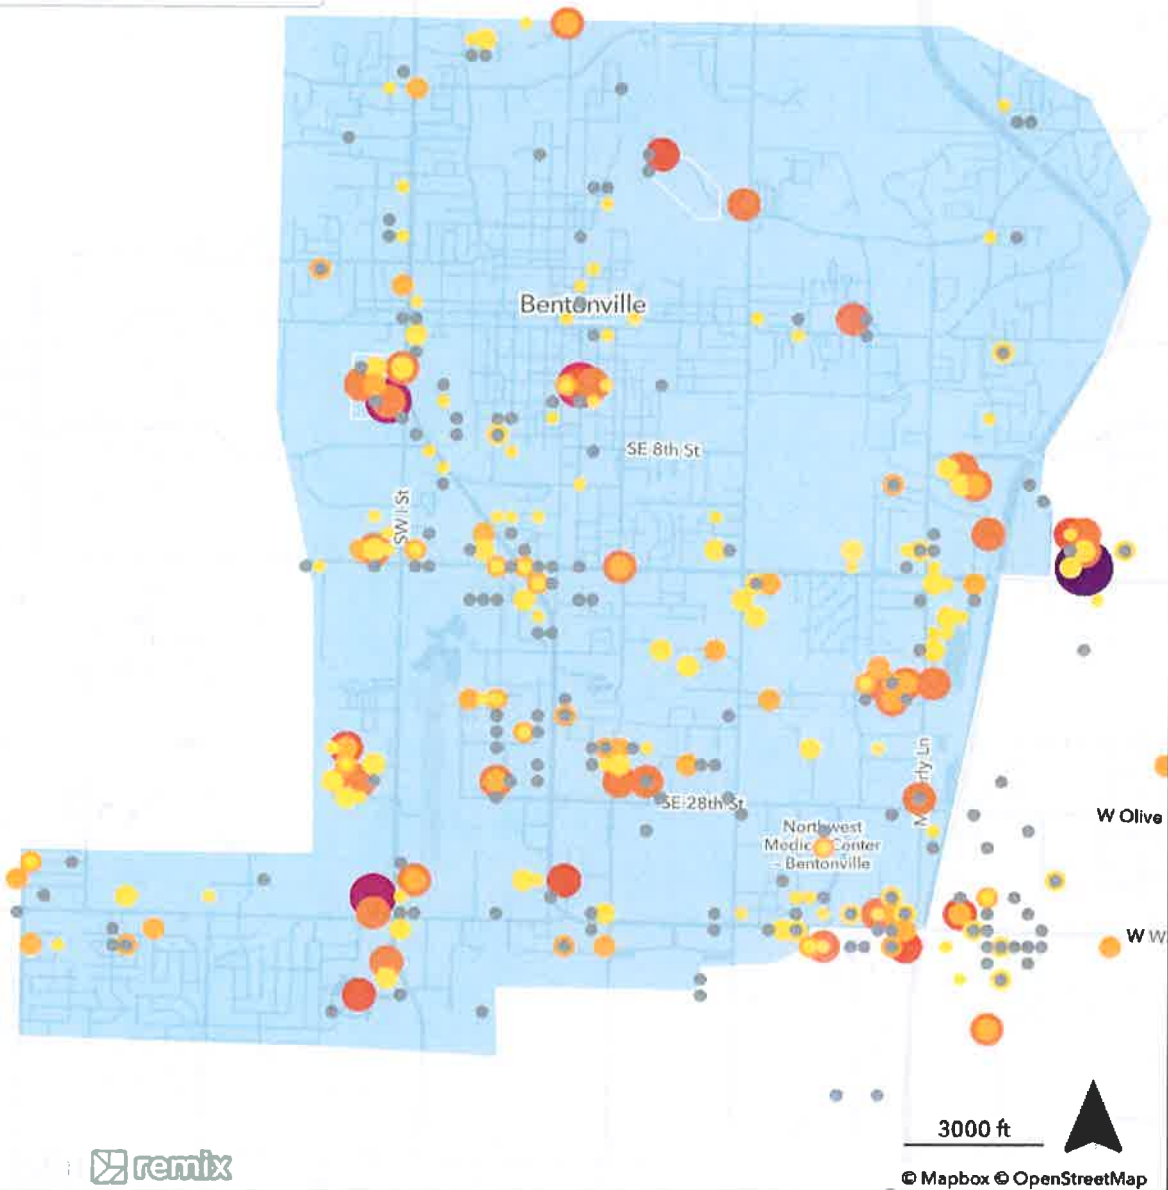 Bentonville
SE 8th St
SW I St
SE 28th St
Northwest
Medical Center
– Bentonville
W Olive
W W
3000 ft
remix
© Mapbox © OpenStreetMap